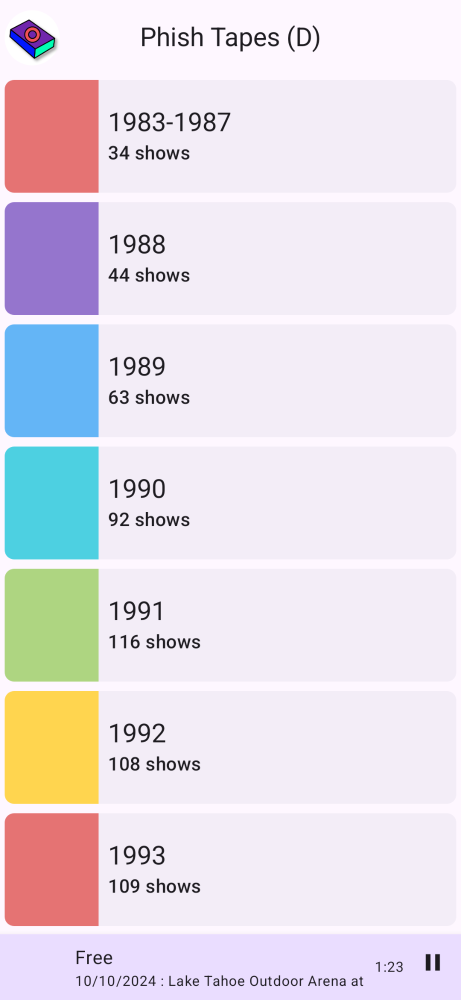 Phish Tapes (D)
1983-1987
34 shows
1988
44 shows
1989
63 shows
1990
92 shows
1991
116 shows
1992
108 shows
1993
109 shows
Free
1:23
10/10/2024 : Lake Tahoe Outdoor Arena at